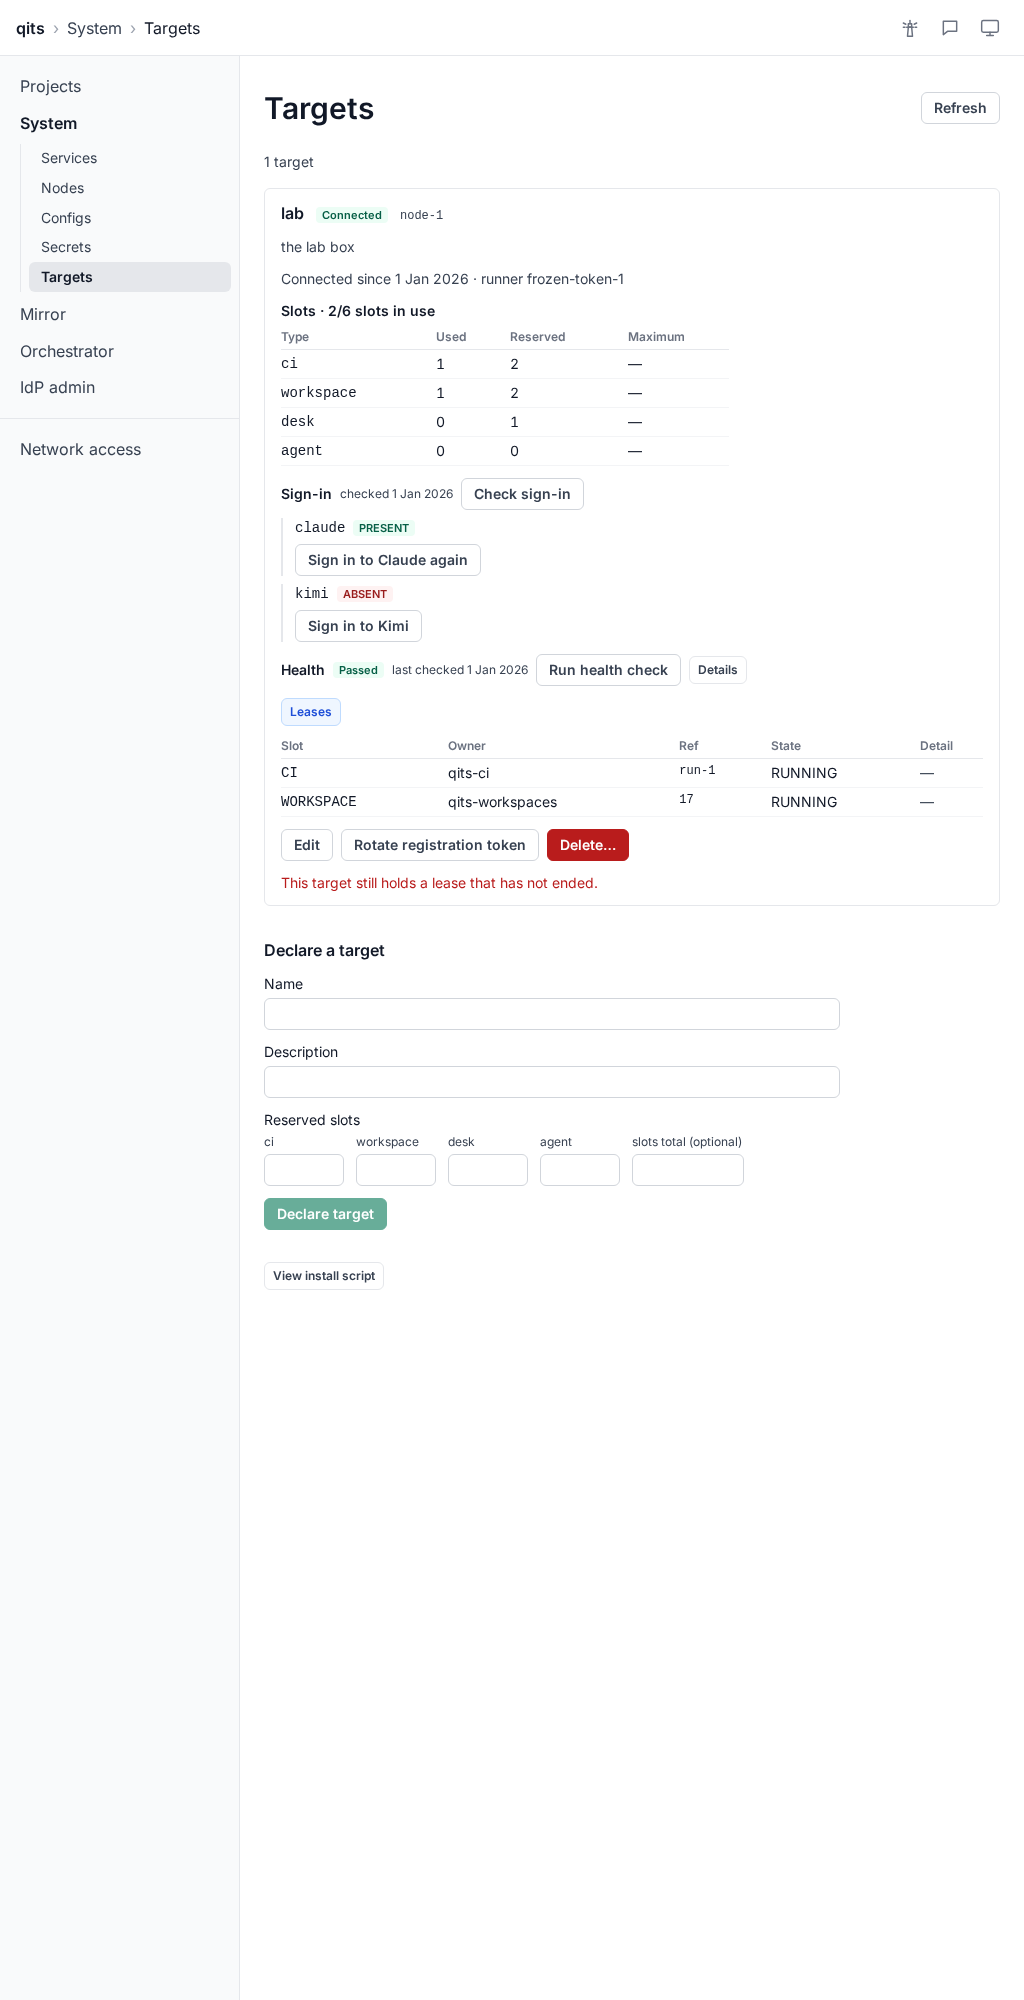 qits › System › Targets
Projects
System
Services
Nodes
Configs
Secrets
Targets
Mirror
Orchestrator
IdP admin
Network access
Targets
Refresh
1 target
lab Connected node-1
the lab box
Connected since 1 Jan 2026 · runner frozen-token-1
Slots · 2/6 slots in use
Type Used Reserved Maximum
ci 1 2 —
workspace 1 2 —
desk 0 1 —
agent 0 0 —
Sign-in checked 1 Jan 2026 Check sign-in
claude PRESENT
Sign in to Claude again
kimi ABSENT
Sign in to Kimi
Health Passed last checked 1 Jan 2026 Run health check Details
Leases
Slot Owner Ref State Detail
CI qits-ci run-1 RUNNING —
WORKSPACE qits-workspaces 17 RUNNING —
Edit Rotate registration token Delete…
This target still holds a lease that has not ended.
Declare a target
Name
Description
Reserved slots
ci workspace desk agent slots total (optional)
Declare target
View install script